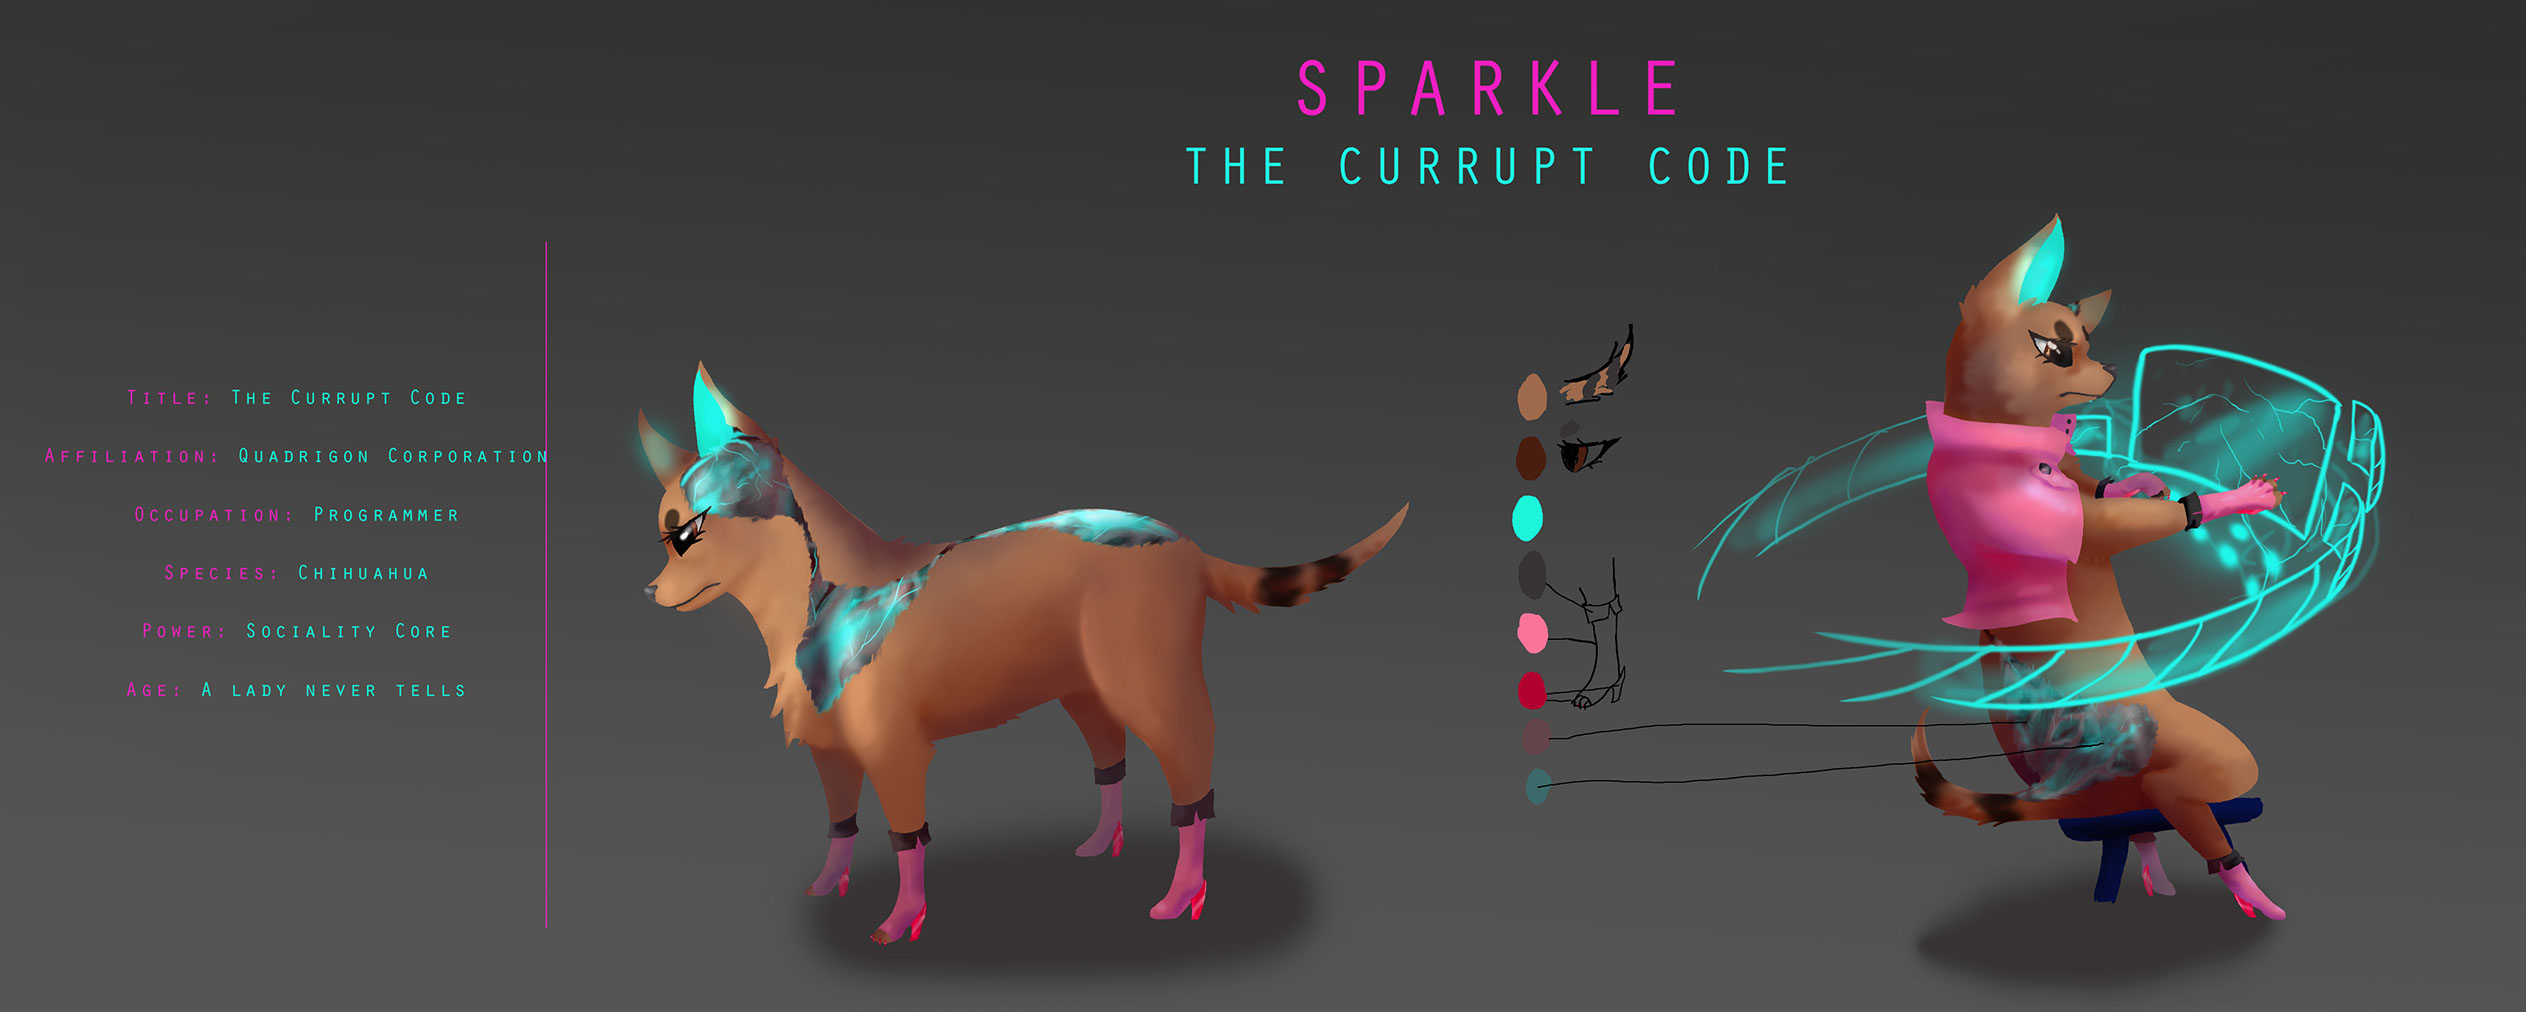 SPARKLE
THE CURRUPT CODE
TITLE: THE CURRUPT CODE
AFFILIATION: QUADRIGON CORPORATION
OCCUPATION: PROGRAMMER
SPECIES: CHIHUAHUA
POWER: SOCIALITY CORE
AGE: A LADY NEVER TELLS